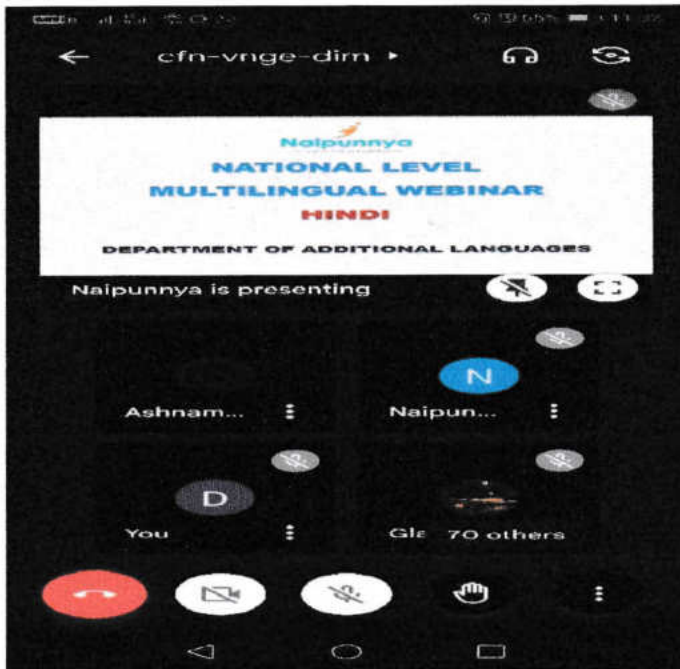 cfn-vnge-dim
Naipunnya
NATIONAL LEVEL
MULTILINGUAL WEBINAR
HINDI
DEPARTMENT OF ADDITIONAL LANGUAGES
Naipunnya is presenting
N
Ashnam...
Naipun...
D
You
70 others